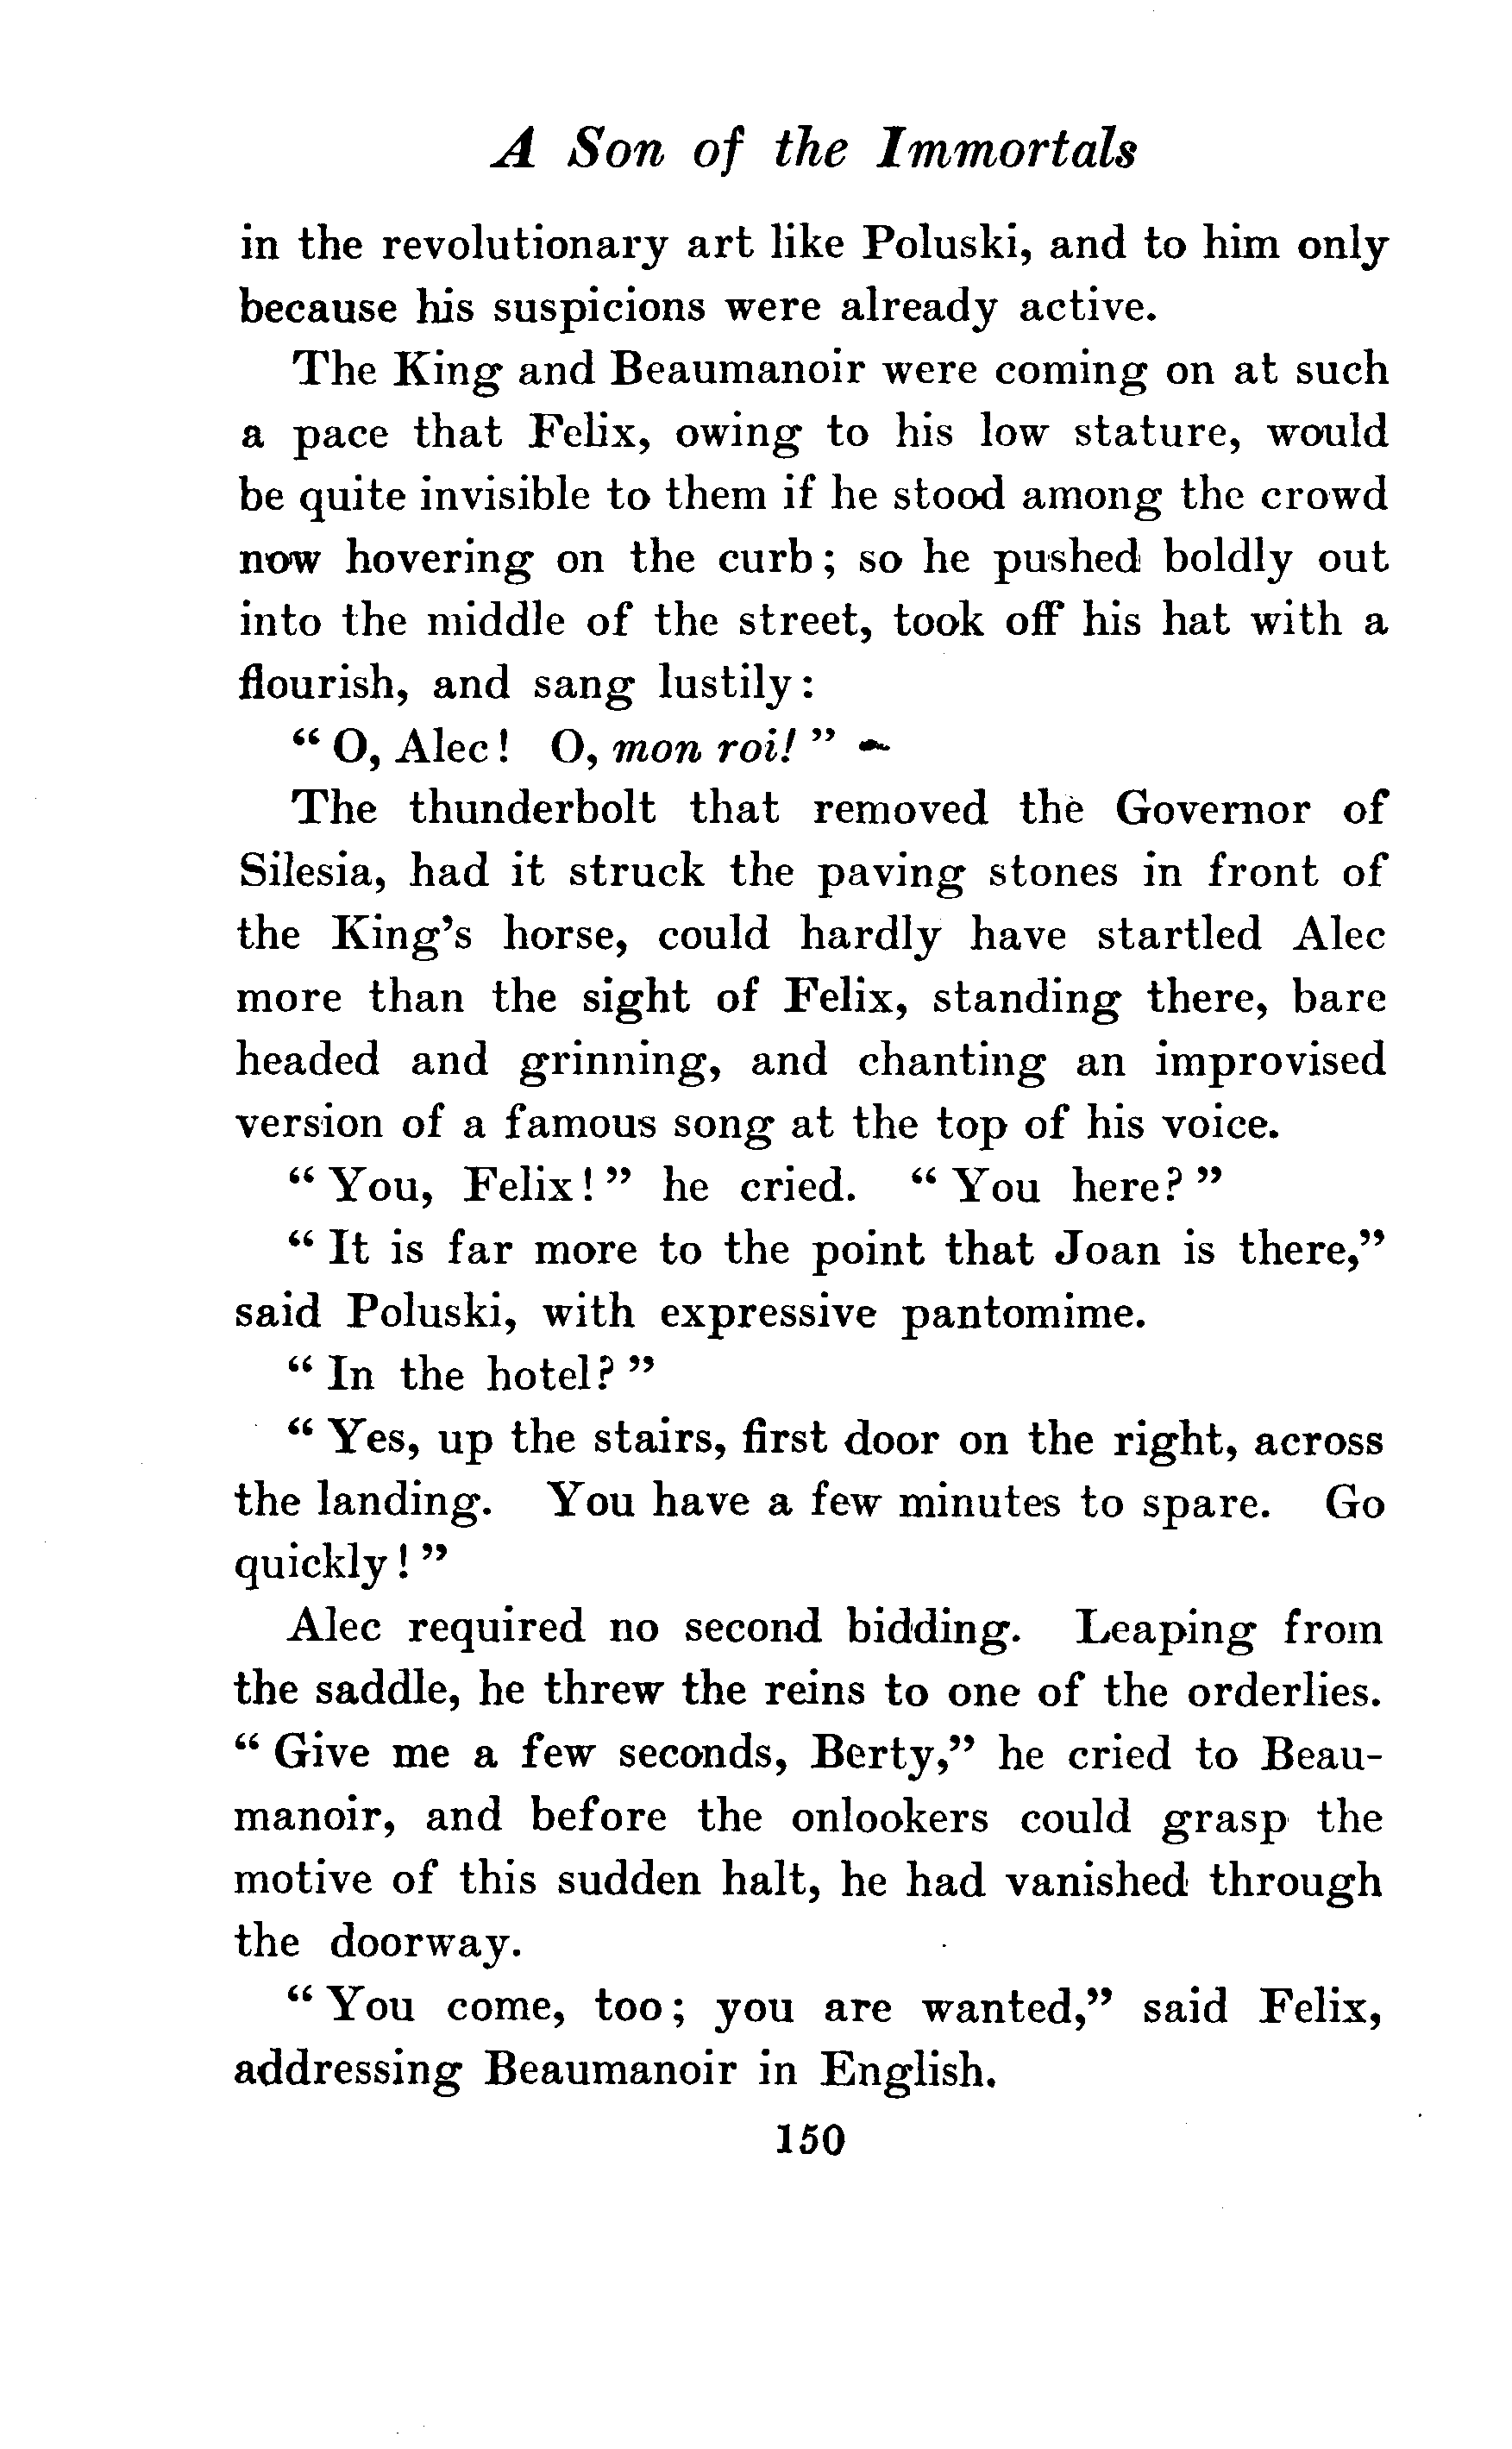 A Son of the Immortals
in the revolutionary art like Poluski, and to him only
because his suspicions were already active.
The King and Beaumanoir were coming on at such
a pace that Felix, owing to his low stature, would
be quite invisible to them if he stood among the crowd
now hovering on the curb; so he pushed boldly out
into the middle of the street, took off his hat with a
flourish, and sang lustily:
“O, Alec! O, mon roi!”
The thunderbolt that removed the Governor of
Silesia, had it struck the paving stones in front of
the King’s horse, could hardly have startled Alec
more than the sight of Felix, standing there, bare
headed and grinning, and chanting an improvised
version of a famous song at the top of his voice.
“You, Felix!” he cried. “You here?”
“It is far more to the point that Joan is there,”
said Poluski, with expressive pantomime.
“In the hotel?”
“Yes, up the stairs, first door on the right, across
the landing. You have a few minutes to spare. Go
quickly!”
Alec required no second bidding. Leaping from
the saddle, he threw the reins to one of the orderlies.
“Give me a few seconds, Berty,” he cried to Beau-
manoir, and before the onlookers could grasp the
motive of this sudden halt, he had vanished through
the doorway.
“You come, too; you are wanted,” said Felix,
addressing Beaumanoir in English.
150